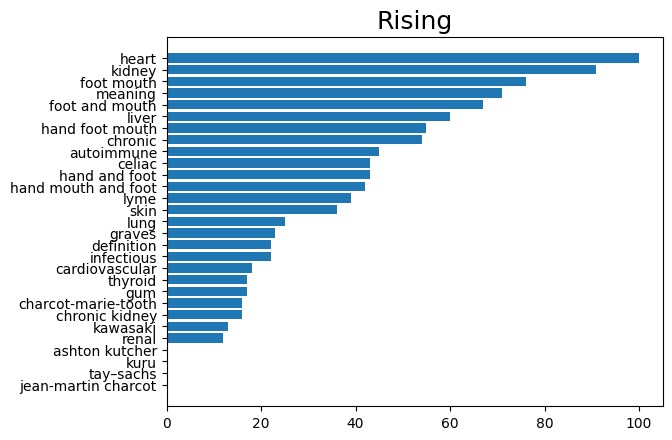 Rising
heart
kidney
foot mouth
meaning
foot and mouth
liver
hand foot mouth
chronic
autoimmune
celiac
hand and foot
hand mouth and foot
lyme
skin
lung
graves
definition
infectious
cardiovascular
thyroid
gum
charcot-marie-tooth
chronic kidney
kawasaki
renal
ashton kutcher
kuru
tay–sachs
jean-martin charcot
0 20 40 60 80 100